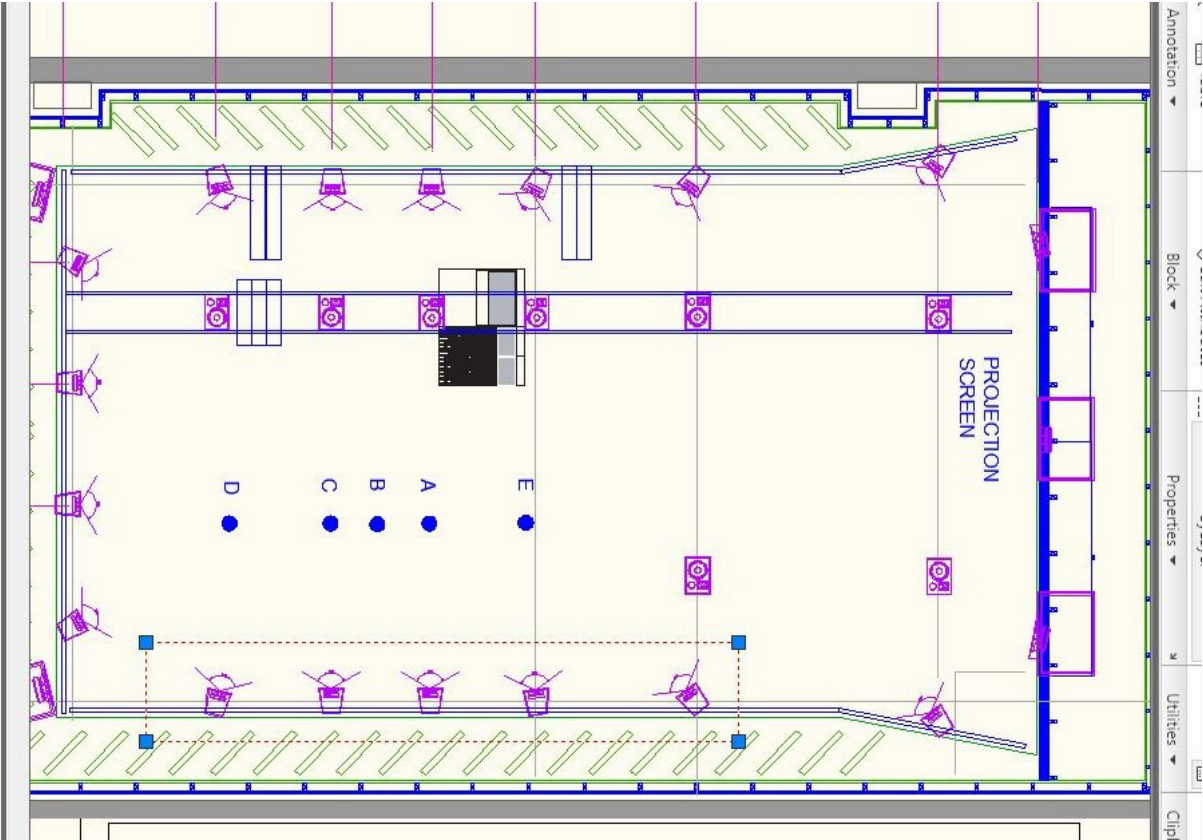 Annotation ▾
Block ▾
Properties ▾
Utilities ▾
PROJECTION
SCREEN
D
C
B
A
E